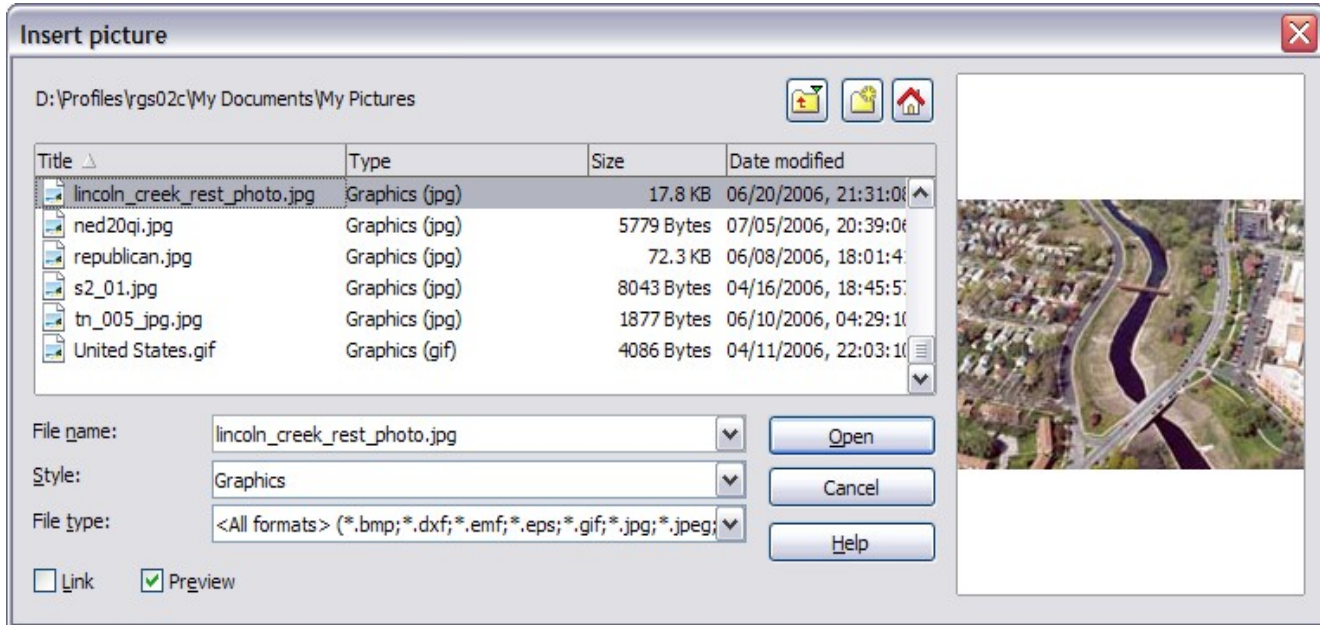 Insert picture
D:\Profiles\rgs02c\My Documents\My Pictures
Title Type Size Date modified
lincoln_creek_rest_photo.jpg Graphics (jpg) 17.8 KB 06/20/2006, 21:31:08
ned20qi.jpg Graphics (jpg) 5779 Bytes 07/05/2006, 20:39:06
republican.jpg Graphics (jpg) 72.3 KB 06/08/2006, 18:01:4
s2_01.jpg Graphics (jpg) 8043 Bytes 04/16/2006, 18:45:5
tn_005_jpg.jpg Graphics (jpg) 1877 Bytes 06/10/2006, 04:29:10
United States.gif Graphics (gif) 4086 Bytes 04/11/2006, 22:03:10
File name: lincoln_creek_rest_photo.jpg Open
Style: Graphics Cancel
File type: <All formats> (*.bmp;*.dxf;*.emf;*.eps;*.gif;*.jpg;*.jpeg; Help
Link Preview